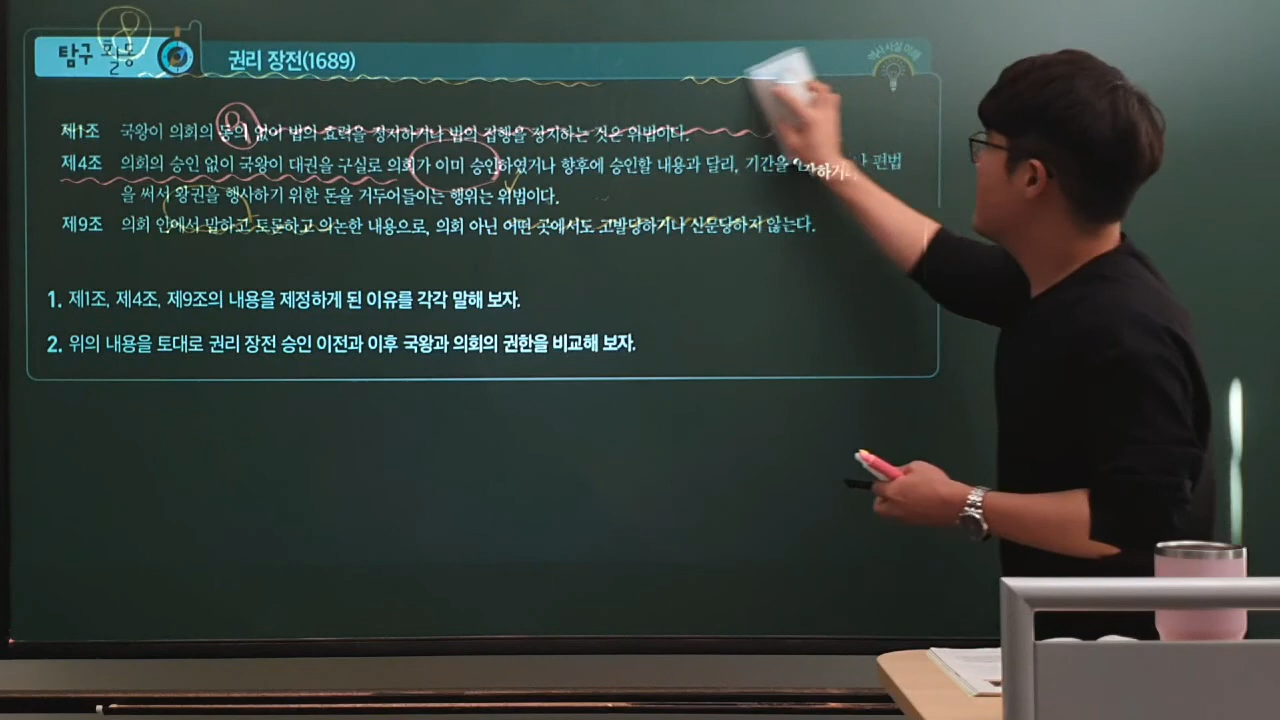 8
탐구 활동
권리 장전(1689)
역사 사실 이해
제1조 국왕이 의회의 동의 없이 법의 효력을 정지하거나 법의 집행을 정지하는 것은 위법이다.
제4조 의회의 승인 없이 국왕이 대권을 구실로 의회가 이미 승인하였거나 향후에 승인할 내용과 달리, 기간을 편법
을 써서 왕권을 행사하기 위한 돈을 거두어들이는 행위는 위법이다.
제9조 의회 안에서 말하고 토론하고 의논한 내용으로, 의회 아닌 어떤 곳에서도 고발당하거나 심문당하지 않는다.
1. 제1조, 제4조, 제9조의 내용을 제정하게 된 이유를 각각 말해 보자.
2. 위의 내용을 토대로 권리 장전 승인 이전과 이후 국왕과 의회의 권한을 비교해 보자.